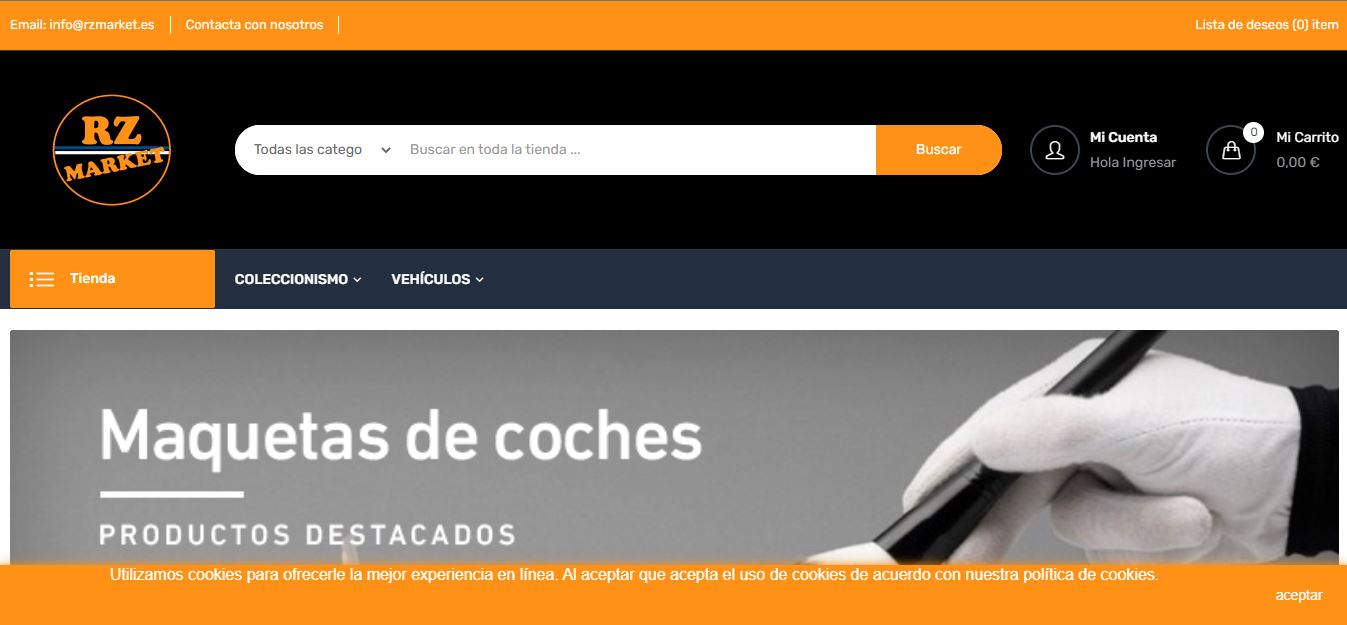 Email: info@rzmarket.es
Contacta con nosotros
Lista de deseos (0) item
RZ
MARKET
Todas las catego
Buscar en toda la tienda ...
Buscar
Mi Cuenta
Hola Ingresar
0
Mi Carrito
0,00 €
Tienda
COLECCIONISMO
VEHÍCULOS
Maquetas de coches
PRODUCTOS DESTACADOS
Utilizamos cookies para ofrecerle la mejor experiencia en línea. Al aceptar que acepta el uso de cookies de acuerdo con nuestra política de cookies.
aceptar